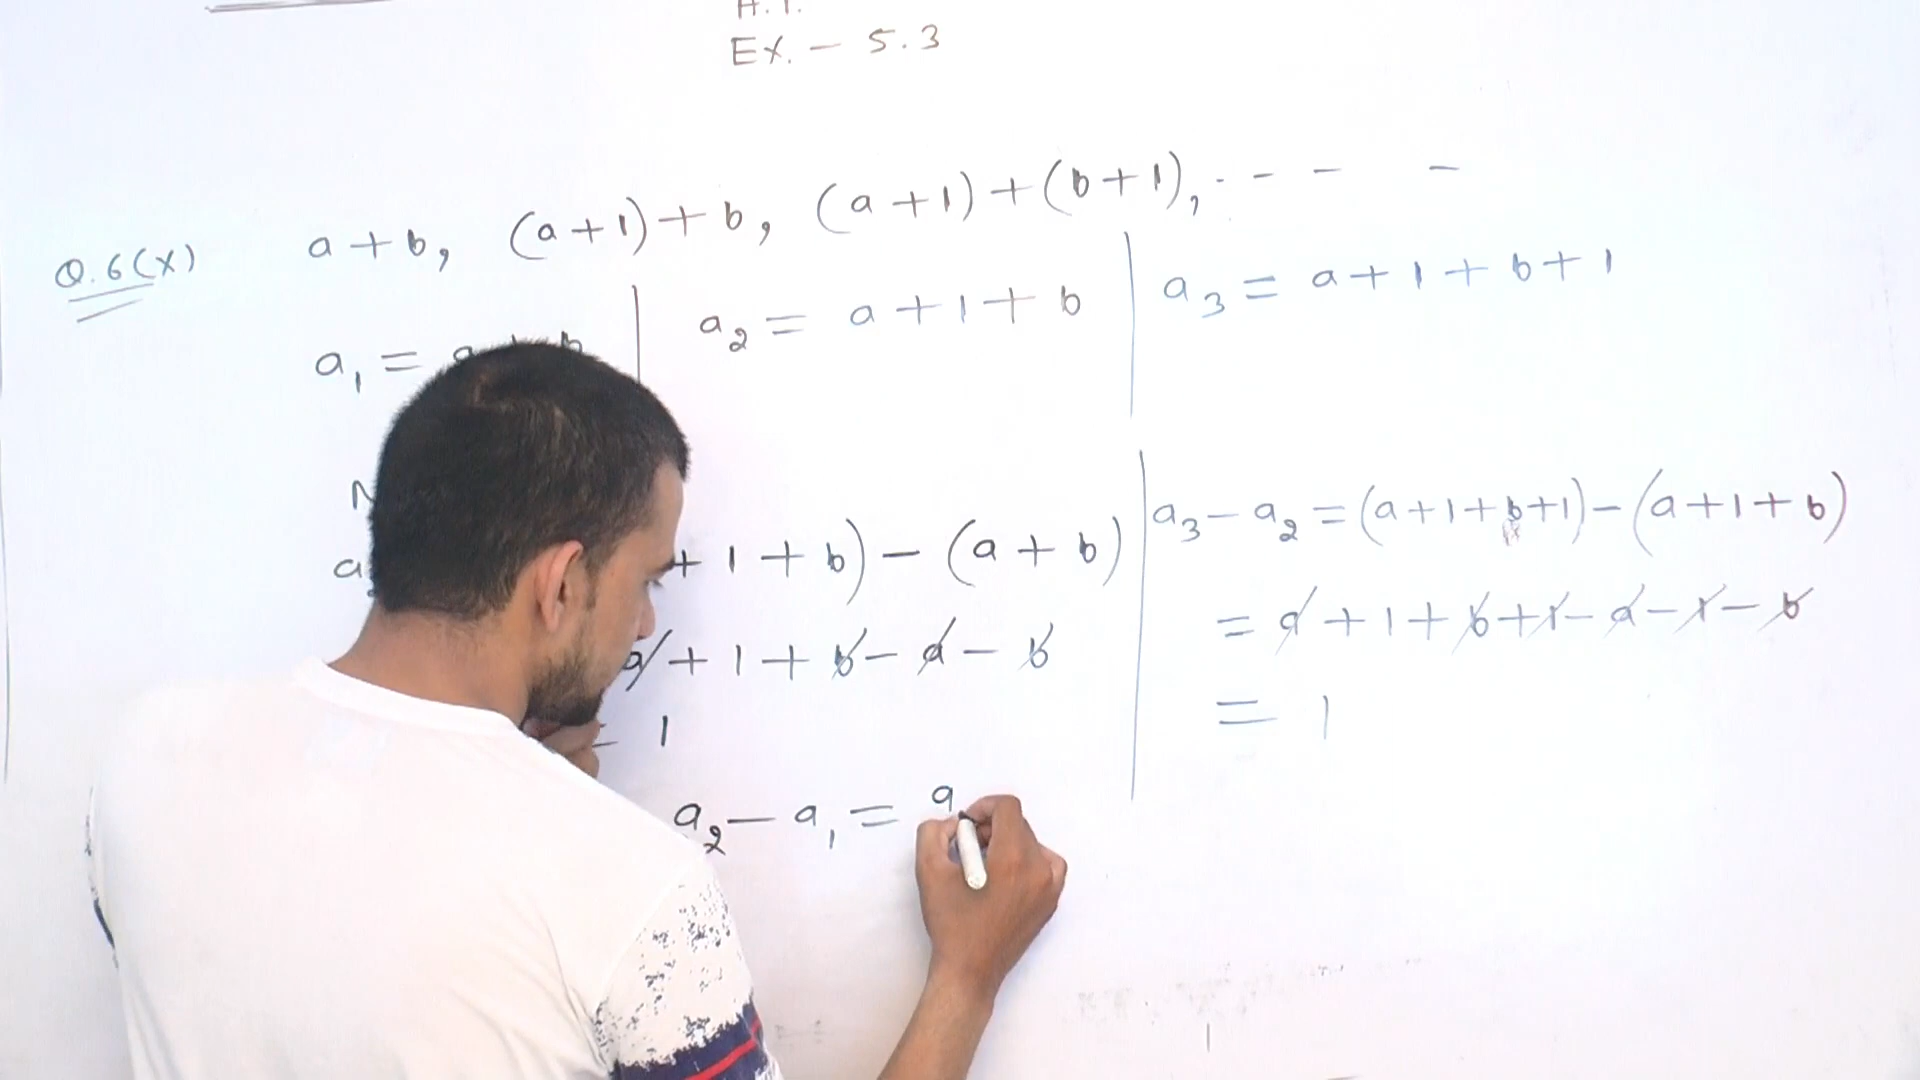 Ex. - 5.3
Q.6(x) a + b, (a + 1) + b, (a + 1) + (b + 1), - - - -
a₁ = a + b
a₂ = a + 1 + b
a₃ = a + 1 + b + 1
+ 1 + b) - (a + b)
a + 1 + b - a - b
1
a₃ - a₂ = (a + 1 + b + 1) - (a + 1 + b)
= a + 1 + b + 1 - a - 1 - b
= 1
a₂ - a₁ = a